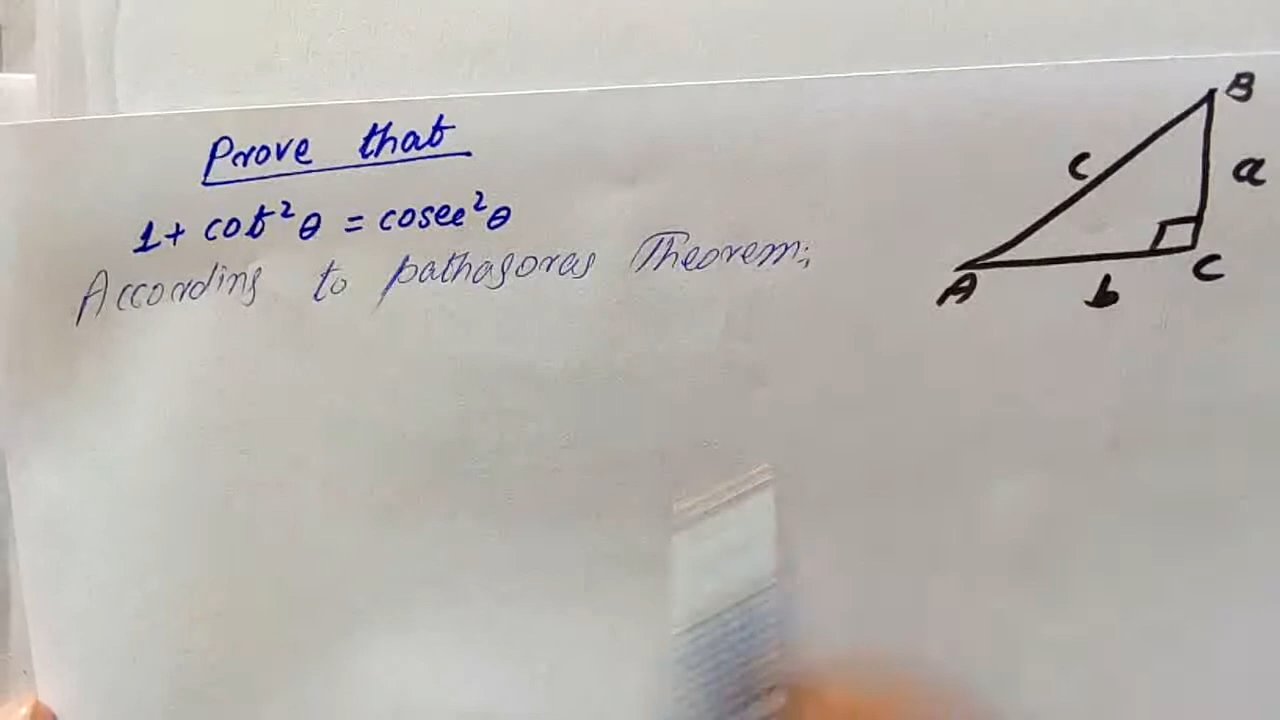 Prove that
1 + cot²θ = cosec²θ
According to pathagoras Theorem;
B
c
a
A
b
C